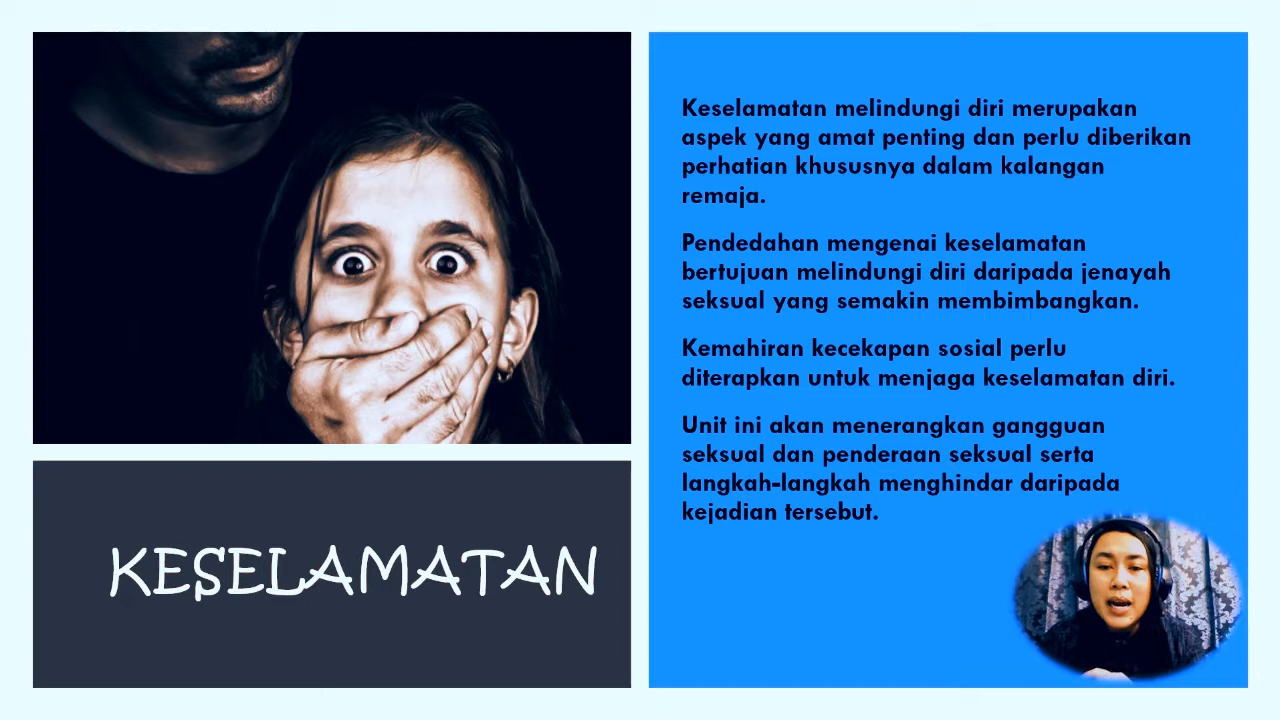 KESELAMATAN
Keselamatan melindungi diri merupakan
aspek yang amat penting dan perlu diberikan
perhatian khususnya dalam kalangan
remaja.
Pendedahan mengenai keselamatan
bertujuan melindungi diri daripada jenayah
seksual yang semakin membimbangkan.
Kemahiran kecekapan sosial perlu
diterapkan untuk menjaga keselamatan diri.
Unit ini akan menerangkan gangguan
seksual dan penderaan seksual serta
langkah-langkah menghindar daripada
kejadian tersebut.